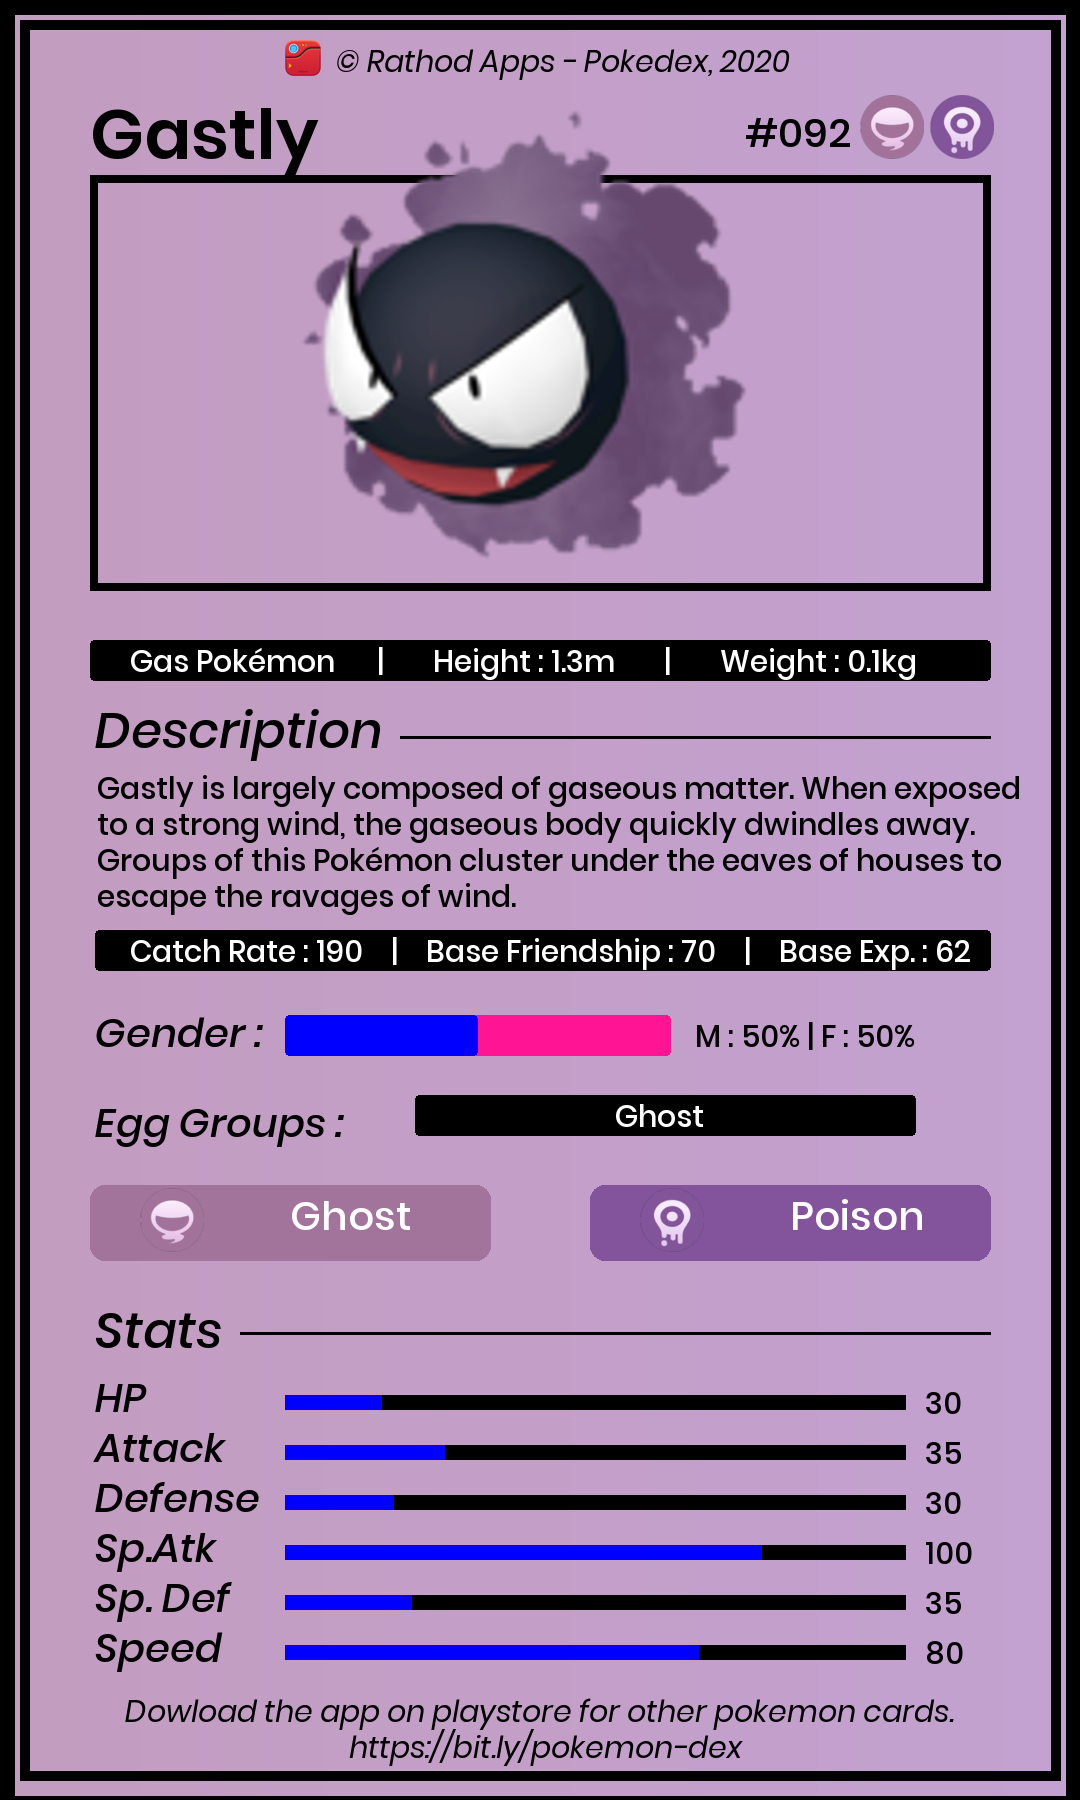 © Rathod Apps - Pokedex, 2020
Gastly #092
Gas Pokémon | Height : 1.3m | Weight : 0.1kg
Description
Gastly is largely composed of gaseous matter. When exposed
to a strong wind, the gaseous body quickly dwindles away.
Groups of this Pokémon cluster under the eaves of houses to
escape the ravages of wind.
Catch Rate : 190 | Base Friendship : 70 | Base Exp. : 62
Gender : M : 50% | F : 50%
Egg Groups : Ghost
Ghost Poison
Stats
HP 30
Attack 35
Defense 30
Sp.Atk 100
Sp. Def 35
Speed 80
Dowload the app on playstore for other pokemon cards.
https://bit.ly/pokemon-dex